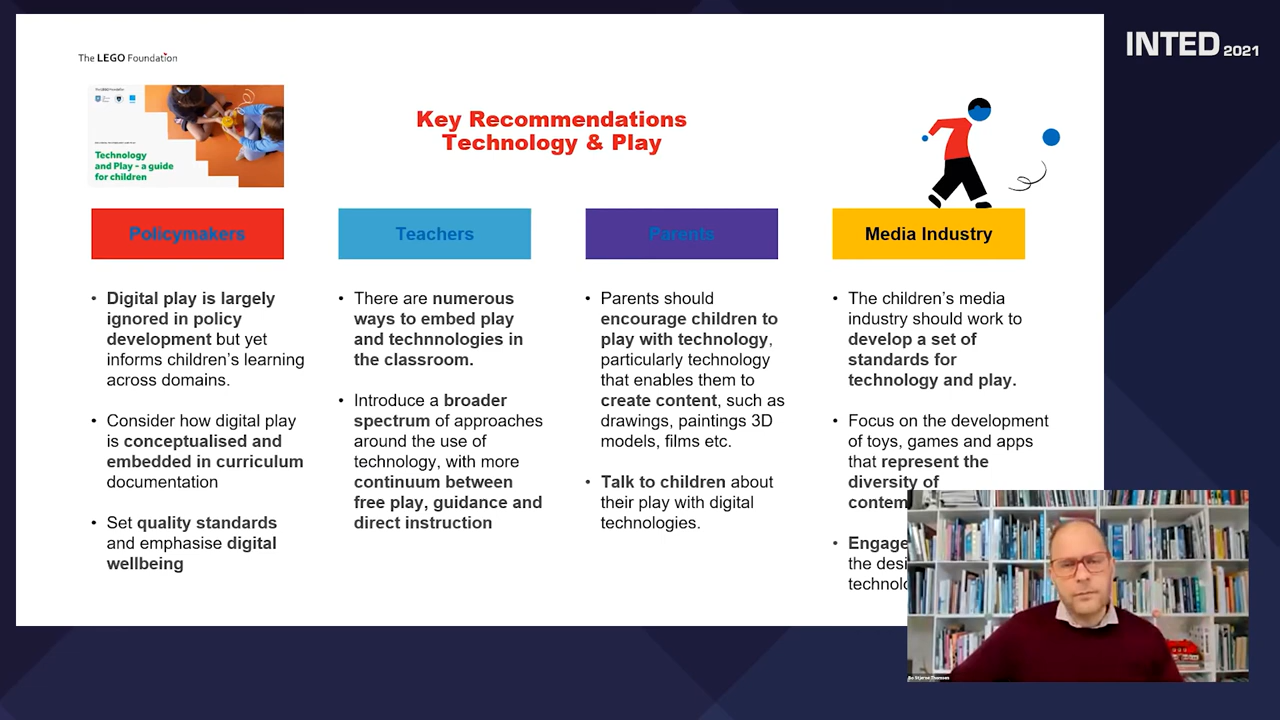 The LEGO Foundation
INTED 2021
Technology
and Play – a guide
for children
Key Recommendations
Technology & Play
Policymakers
Digital play is largely
ignored in policy
development but yet
informs children's learning
across domains.
Consider how digital play
is conceptualised and
embedded in curriculum
documentation
Set quality standards
and emphasise digital
wellbeing
Teachers
There are numerous
ways to embed play
and technnologies in
the classroom.
Introduce a broader
spectrum of approaches
around the use of
technology, with more
continuum between
free play, guidance and
direct instruction
Parents
Parents should
encourage children to
play with technology,
particularly technology
that enables them to
create content, such as
drawings, paintings 3D
models, films etc.
Talk to children about
their play with digital
technologies.
Media Industry
The children's media
industry should work to
develop a set of
standards for
technology and play.
Focus on the development
of toys, games and apps
that represent the
diversity of
contem
Engage
the desi
technolo